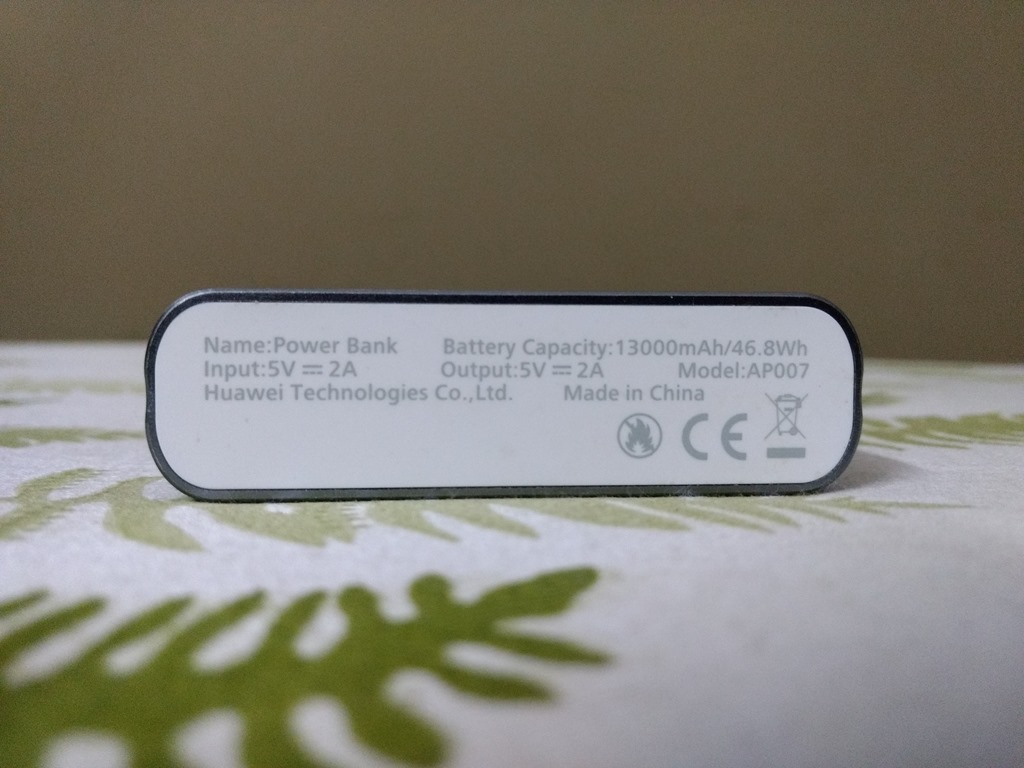 Name:Power Bank Battery Capacity:13000mAh/46.8Wh
Input:5V ⎓ 2A Output:5V ⎓ 2A Model:AP007
Huawei Technologies Co.,Ltd. Made in China
CE